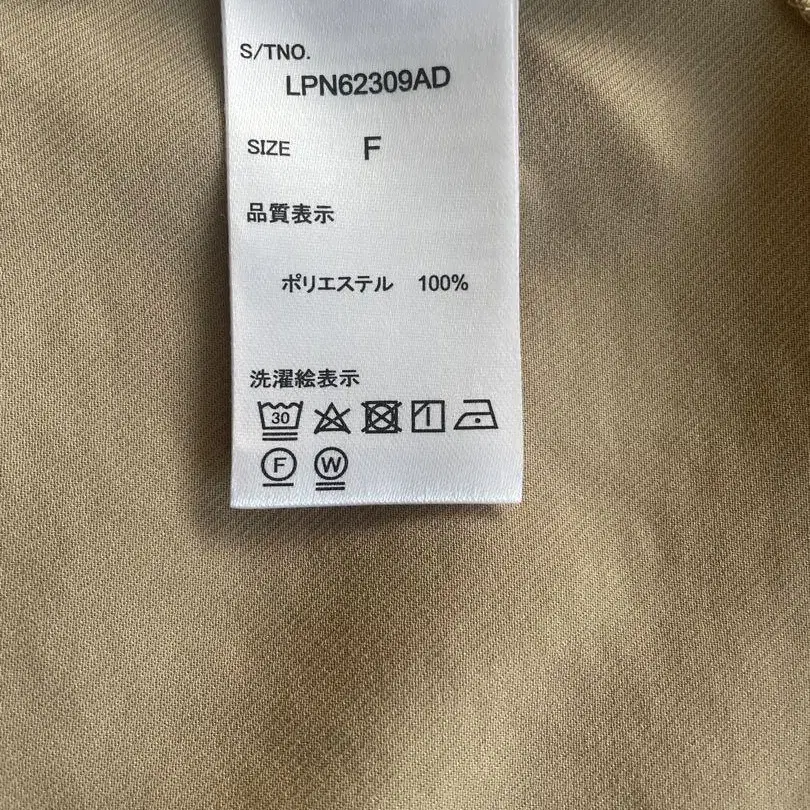 S/TNO.
LPN62309AD
SIZE F
品質表示
ポリエステル 100%
洗濯絵表示
30
F W